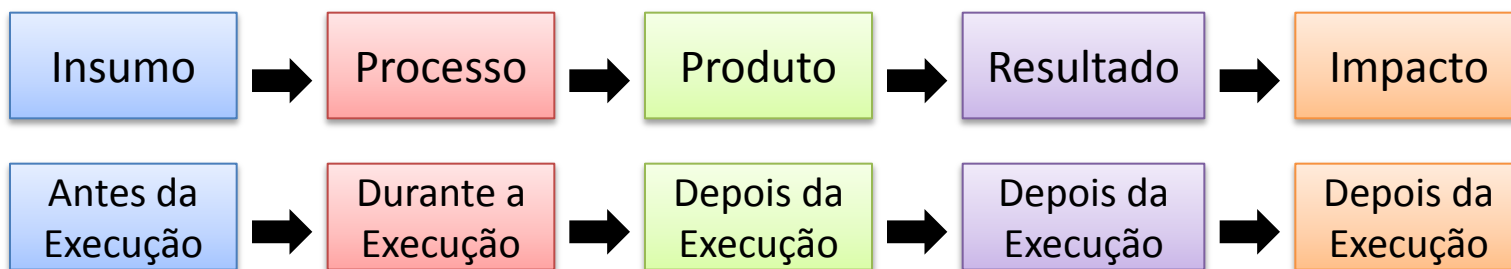 Insumo
Processo
Produto
Resultado
Impacto
Antes da
Execução
Durante a
Execução
Depois da
Execução
Depois da
Execução
Depois da
Execução